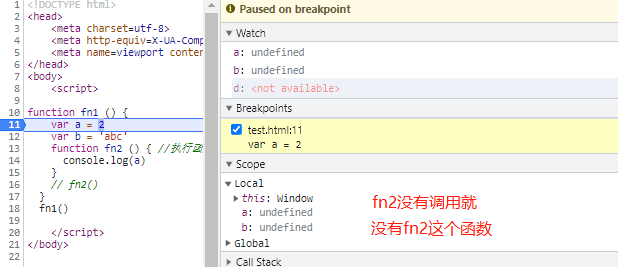 <!DOCTYPE html>
Paused on breakpoint
2 <head>
3 <meta charset=utf-8>
4 <meta http-equiv=X-UA-Comp
5 <meta name=viewport conten
6 </head>
7 <body>
8 <script>
9
10 function fn1 () {
11 var a = 2
12 var b = 'abc'
13 function fn2 () { //执行函
14 console.log(a)
15 }
16 // fn2()
17 }
18 fn1()
19
20 </script>
21 </body>
Watch
a: undefined
b: undefined
d: <not available>
Breakpoints
test.html:11
var a = 2
Scope
Local
this: Window
a: undefined
b: undefined
Global
Call Stack
fn2没有调用就
没有fn2这个函数